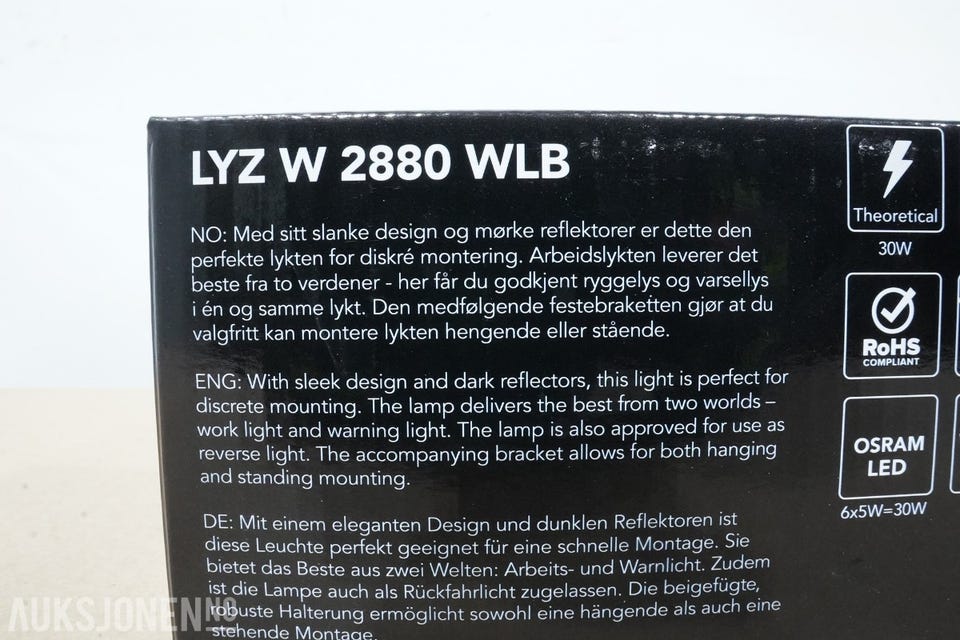 LYZ W 2880 WLB
NO: Med sitt slanke design og mørke reflektorer er dette den
perfekte lykten for diskré montering. Arbeidslykten leverer det
beste fra to verdener - her får du godkjent ryggelys og varsellys
i én og samme lykt. Den medfølgende festebraketten gjør at du
valgfritt kan montere lykten hengende eller stående.
ENG: With sleek design and dark reflectors, this light is perfect for
discrete mounting. The lamp delivers the best from two worlds –
work light and warning light. The lamp is also approved for use as
reverse light. The accompanying bracket allows for both hanging
and standing mounting.
DE: Mit einem eleganten Design und dunklen Reflektoren ist
diese Leuchte perfekt geeignet für eine schnelle Montage. Sie
bietet das Beste aus zwei Welten: Arbeits- und Warnlicht. Zudem
ist die Lampe auch als Rückfahrlicht zugelassen. Die beigefügte,
robuste Halterung ermöglicht sowohl eine hängende als auch eine
stehende Montage.
Theoretical
30W
RoHS
COMPLIANT
OSRAM
LED
6x5W=30W
AUKSJONEN.NO